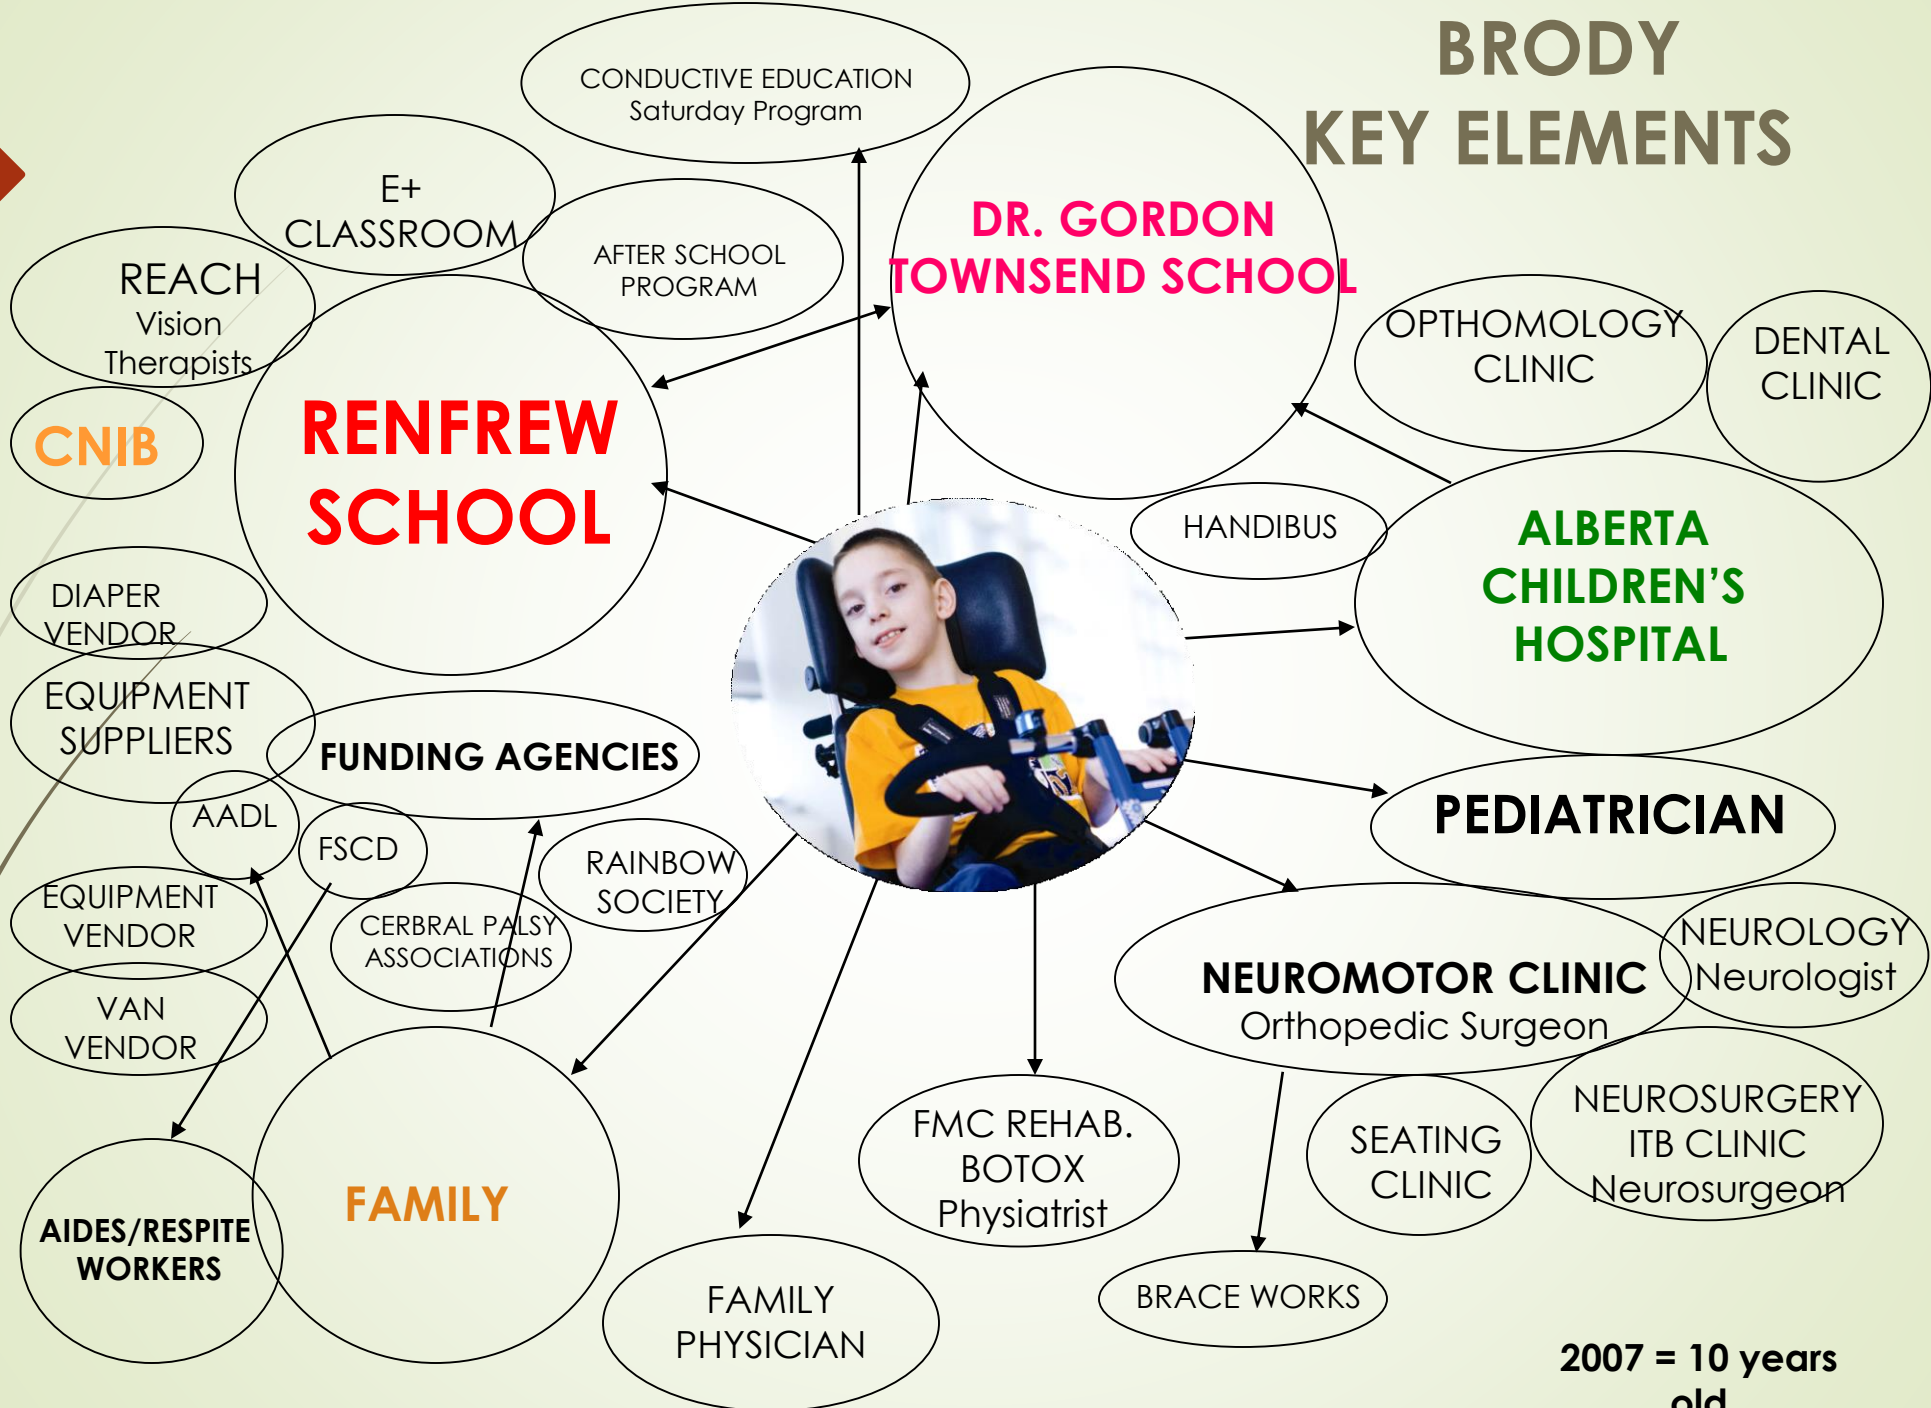 BRODY
KEY ELEMENTS
CONDUCTIVE EDUCATION
Saturday Program
E+
CLASSROOM
AFTER SCHOOL
PROGRAM
DR. GORDON
TOWNSEND SCHOOL
REACH
Vision
Therapists
OPTHOMOLOGY
CLINIC
DENTAL
CLINIC
CNIB
RENFREW
SCHOOL
HANDIBUS
ALBERTA
CHILDREN’S
HOSPITAL
DIAPER
VENDOR
EQUIPMENT
SUPPLIERS
FUNDING AGENCIES
AADL
FSCD
RAINBOW
SOCIETY
PEDIATRICIAN
EQUIPMENT
VENDOR
CERBRAL PALSY
ASSOCIATIONS
NEUROLOGY
Neurologist
NEUROMOTOR CLINIC
Orthopedic Surgeon
VAN
VENDOR
FMC REHAB.
BOTOX
Physiatrist
SEATING
CLINIC
NEUROSURGERY
ITB CLINIC
Neurosurgeon
AIDES/RESPITE
WORKERS
FAMILY
FAMILY
PHYSICIAN
BRACE WORKS
2007 = 10 years
old